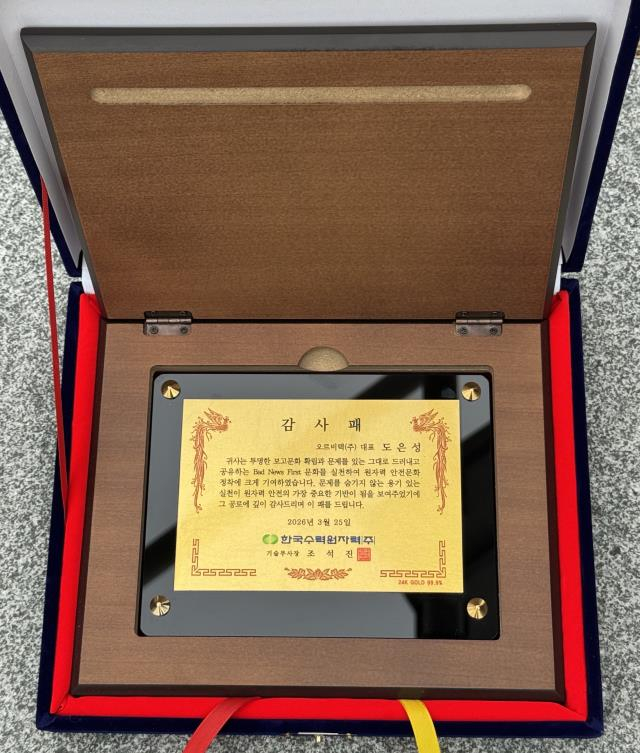 감 사 패
오르비텍(주) 대표 도은성
귀사는 투명한 보고문화 확립과 문제를 있는 그대로 드러내고
공유하는 Bad News First 문화를 실천하여 원자력 안전문화
정착에 크게 기여하였습니다. 문제를 숨기지 않는 용기 있는
실천이 원자력 안전의 가장 중요한 기반이 됨을 보여주었기에
그 공로에 깊이 감사드리며 이 패를 드립니다.
2026년 3월 25일
한국수력원자력(주)
기술부사장 조 석 진
24K GOLD 99.9%